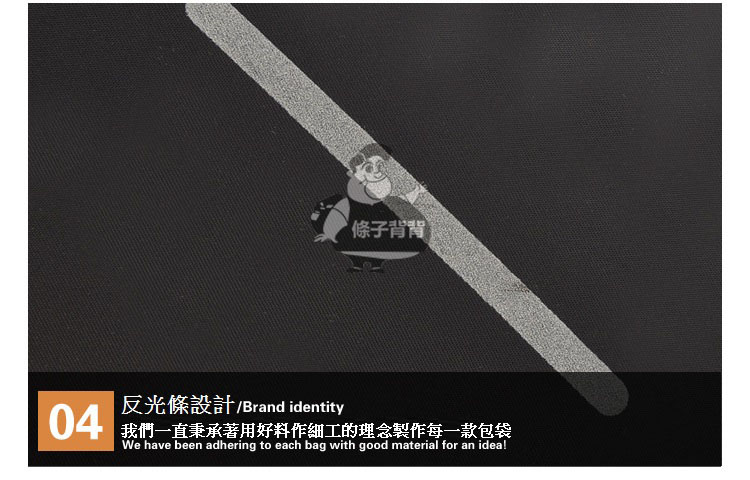 條子背背
04
反光條設計/Brand identity
我們一直秉承著用好料作細工的理念製作每一款包袋
We have been adhering to each bag with good material for an idea!